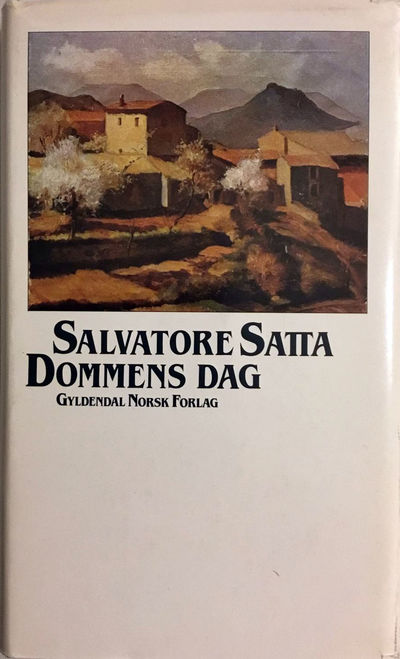 SALVATORE SATTA
DOMMENS DAG
GYLDENDAL NORSK FORLAG